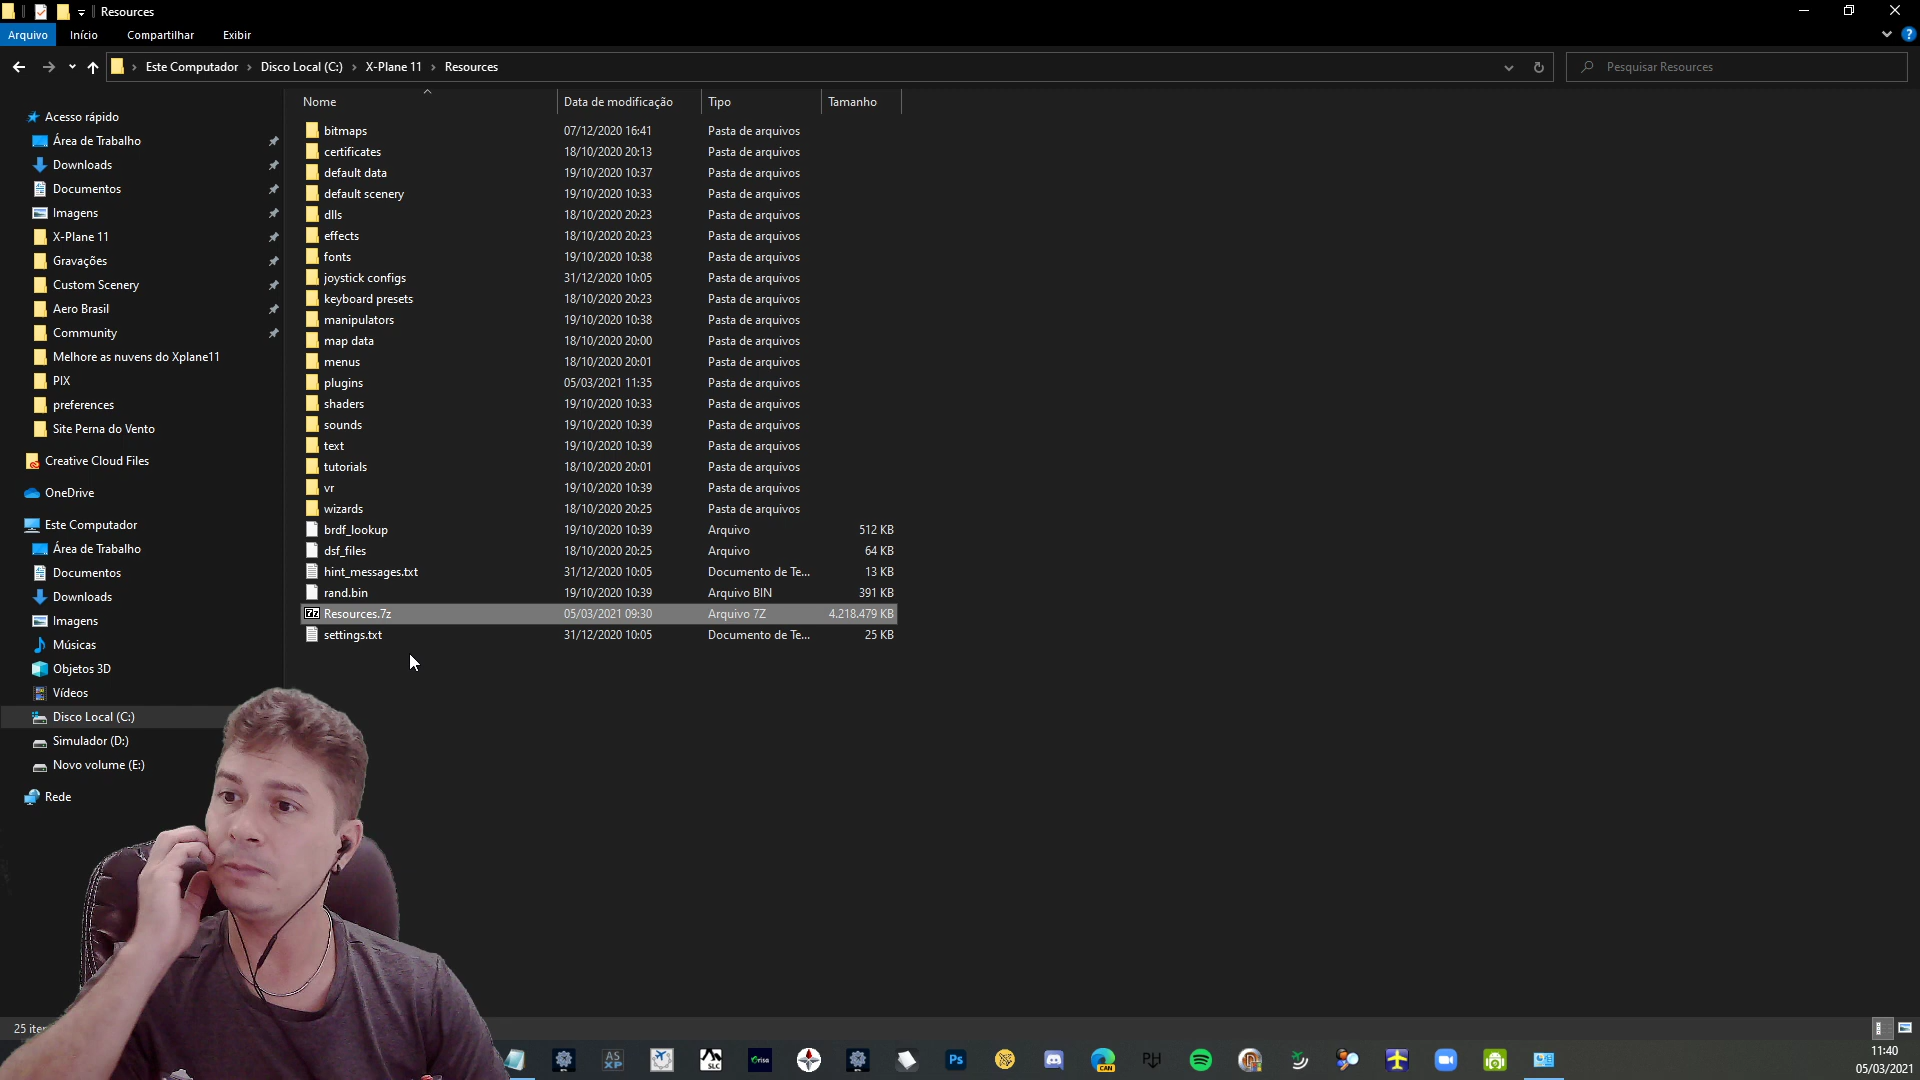 Resources
Arquivo Início Compartilhar Exibir
Este Computador Disco Local (C:) X-Plane 11 Resources
Pesquisar Resources
Nome Data de modificação Tipo Tamanho
Acesso rápido
Área de Trabalho
Downloads
Documentos
Imagens
X-Plane 11
Gravações
Custom Scenery
Aero Brasil
Community
Melhore as nuvens do Xplane11
PIX
preferences
Site Perna do Vento
Creative Cloud Files
OneDrive
Este Computador
Área de Trabalho
Documentos
Downloads
Imagens
Músicas
Objetos 3D
Vídeos
Disco Local (C:)
Simulador (D:)
Novo volume (E:)
Rede
bitmaps 07/12/2020 16:41 Pasta de arquivos
certificates 18/10/2020 20:13 Pasta de arquivos
default data 19/10/2020 10:37 Pasta de arquivos
default scenery 19/10/2020 10:33 Pasta de arquivos
dlls 18/10/2020 20:23 Pasta de arquivos
effects 18/10/2020 20:23 Pasta de arquivos
fonts 19/10/2020 10:38 Pasta de arquivos
joystick configs 31/12/2020 10:05 Pasta de arquivos
keyboard presets 18/10/2020 20:23 Pasta de arquivos
manipulators 19/10/2020 10:38 Pasta de arquivos
map data 18/10/2020 20:00 Pasta de arquivos
menus 18/10/2020 20:01 Pasta de arquivos
plugins 05/03/2021 11:35 Pasta de arquivos
shaders 19/10/2020 10:33 Pasta de arquivos
sounds 19/10/2020 10:39 Pasta de arquivos
text 19/10/2020 10:39 Pasta de arquivos
tutorials 18/10/2020 20:01 Pasta de arquivos
vr 19/10/2020 10:39 Pasta de arquivos
wizards 18/10/2020 20:25 Pasta de arquivos
brdf_lookup 19/10/2020 10:39 Arquivo 512 KB
dsf_files 18/10/2020 20:25 Arquivo 64 KB
hint_messages.txt 31/12/2020 10:05 Documento de Te... 13 KB
rand.bin 19/10/2020 10:39 Arquivo BIN 391 KB
7z Resources.7z 05/03/2021 09:30 Arquivo 7Z 4.218.479 KB
settings.txt 31/12/2020 10:05 Documento de Te... 25 KB
25
AS XP SLC Ps CAN
11:40
05/03/2021